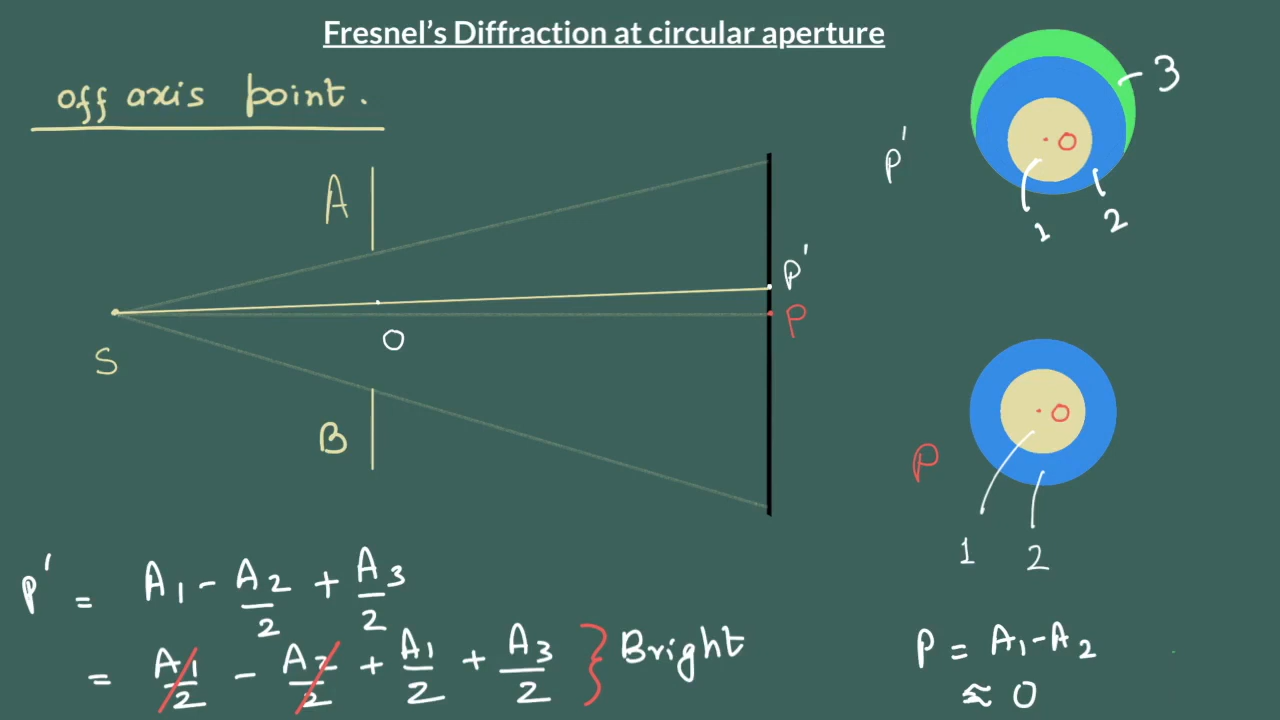 Fresnel's Diffraction at circular aperture
off axis point.
3
O
1
2
P'
A
P'
P
O
S
B
O
P
1
2
P' = A₁ - A₂/2 + A₃/2
= A₁/2 - A₂/2 + A₁/2 + A₃/2 } Bright
P = A₁ - A₂
≈ 0